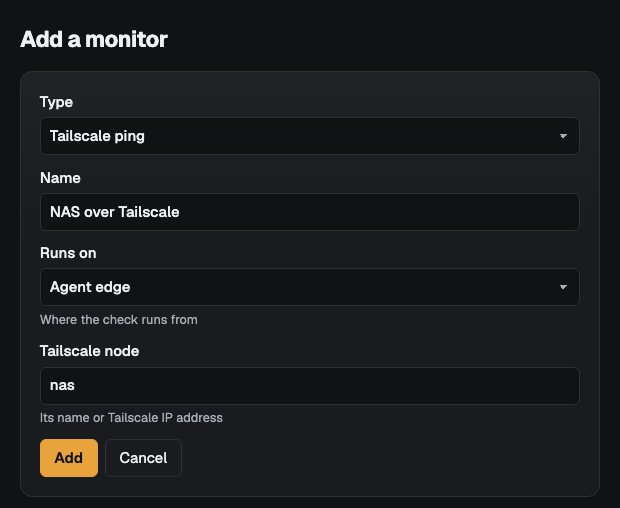 Add a monitor
Type
Tailscale ping
Name
NAS over Tailscale
Runs on
Agent edge
Where the check runs from
Tailscale node
nas
Its name or Tailscale IP address
Add
Cancel